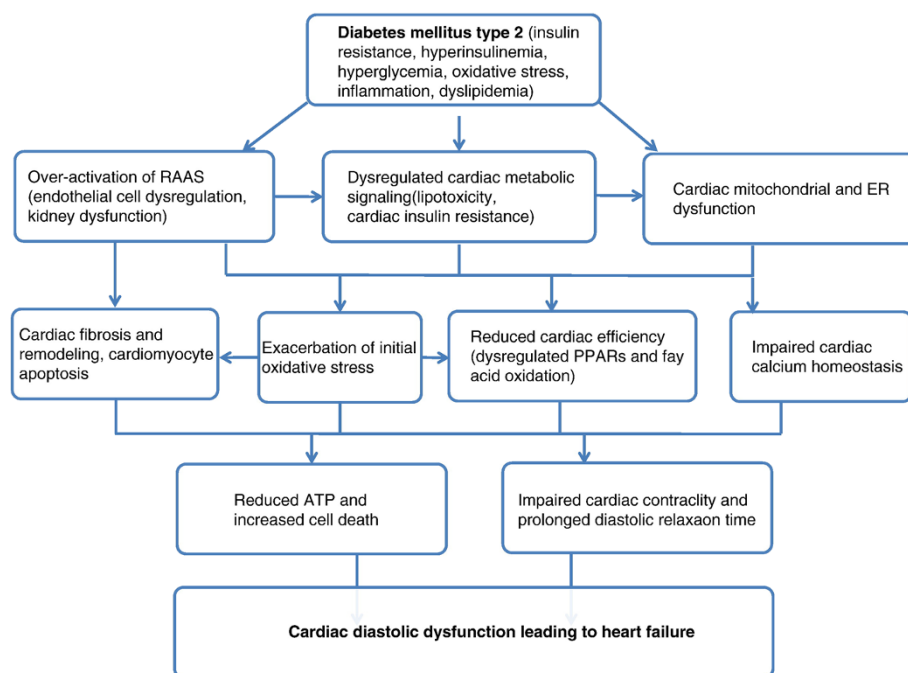 Diabetes mellitus type 2 (insulin
resistance, hyperinsulinemia,
hyperglycemia, oxidative stress,
inflammation, dyslipidemia)
Over-activation of RAAS
(endothelial cell dysregulation,
kidney dysfunction)
Dysregulated cardiac metabolic
signaling(lipotoxicity,
cardiac insulin resistance)
Cardiac mitochondrial and ER
dysfunction
Cardiac fibrosis and
remodeling, cardiomyocyte
apoptosis
Exacerbation of initial
oxidative stress
Reduced cardiac efficiency
(dysregulated PPARs and fay
acid oxidation)
Impaired cardiac
calcium homeostasis
Reduced ATP and
increased cell death
Impaired cardiac contraclity and
prolonged diastolic relaxaon time
Cardiac diastolic dysfunction leading to heart failure